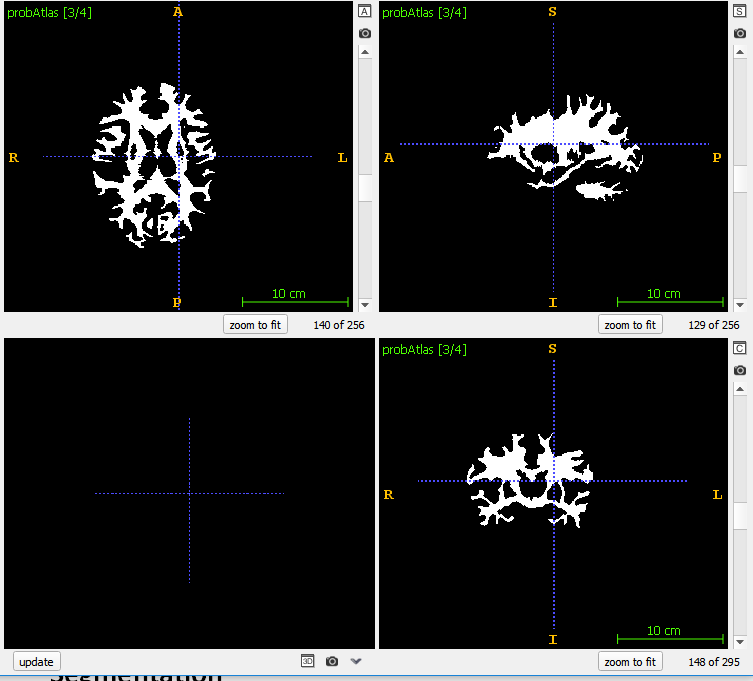 probAtlas [3/4]
A
A
R
L
P
10 cm
zoom to fit
140 of 256
probAtlas [3/4]
S
S
A
P
I
10 cm
zoom to fit
129 of 256
update
3D
probAtlas [3/4]
S
C
R
L
I
10 cm
zoom to fit
148 of 295
Segmentation